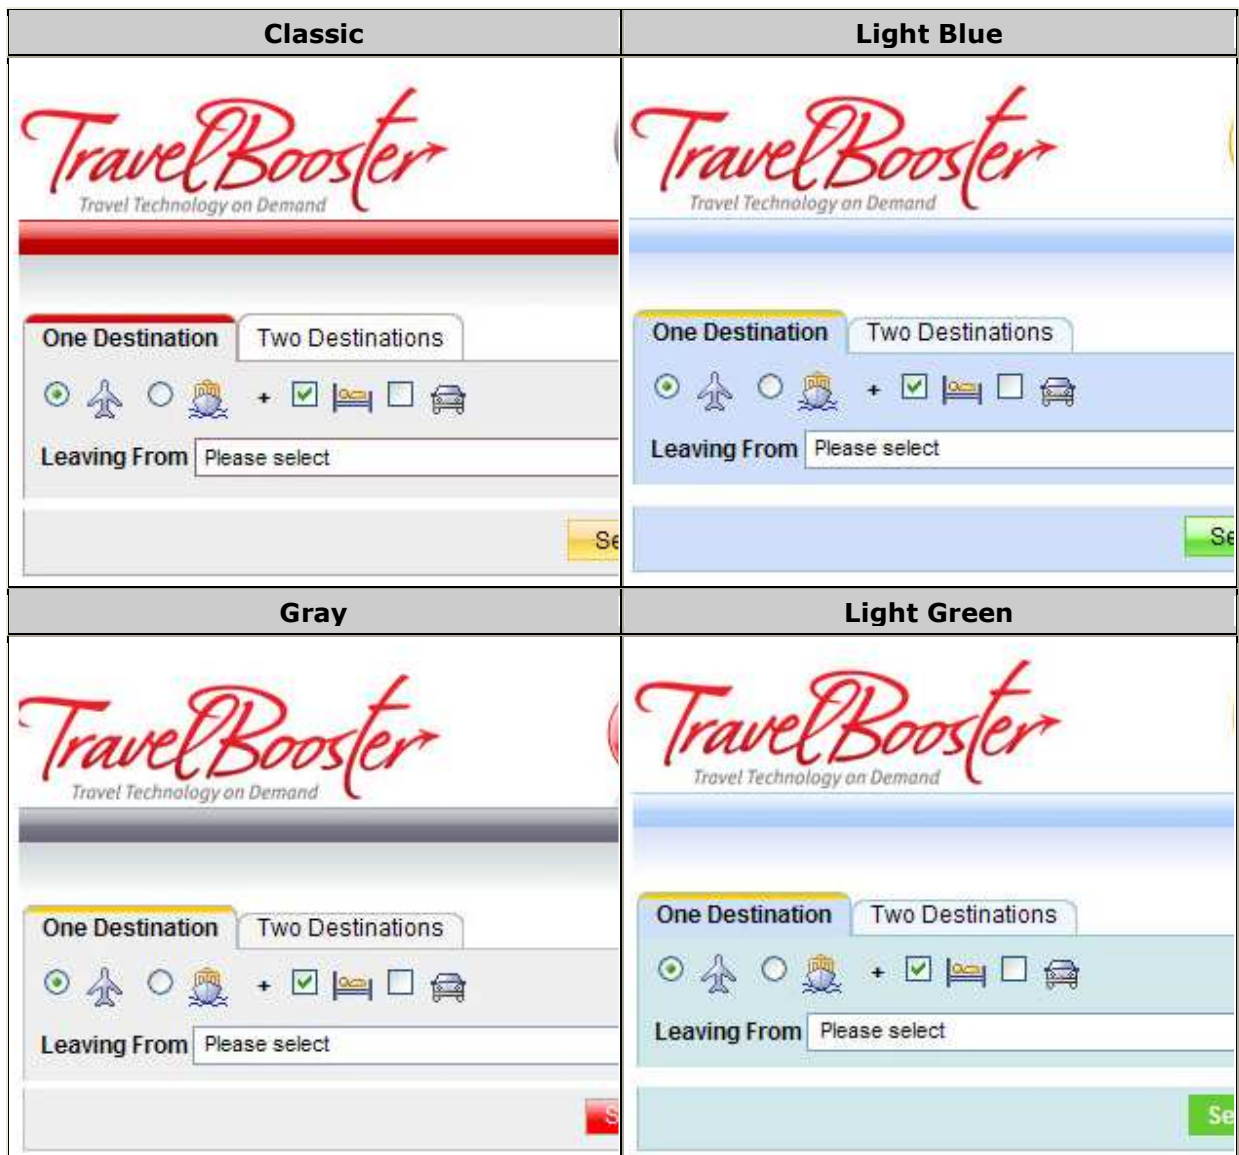 Classic Light Blue
TravelBooster TravelBooster
Travel Technology on Demand Travel Technology on Demand
One Destination Two Destinations One Destination Two Destinations
+ +
Leaving From Please select Leaving From Please select
Se Se
Gray Light Green
TravelBooster TravelBooster
Travel Technology on Demand Travel Technology on Demand
One Destination Two Destinations One Destination Two Destinations
+ +
Leaving From Please select Leaving From Please select
S Se